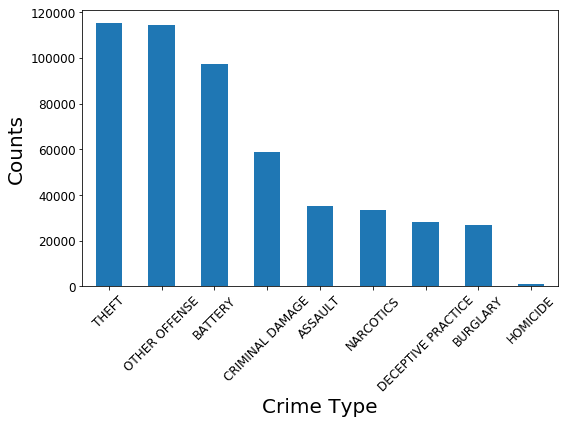 120000
100000
80000
60000
40000
20000
0
Counts
THEFT
OTHER OFFENSE
BATTERY
CRIMINAL DAMAGE
ASSAULT
NARCOTICS
DECEPTIVE PRACTICE
BURGLARY
HOMICIDE
Crime Type